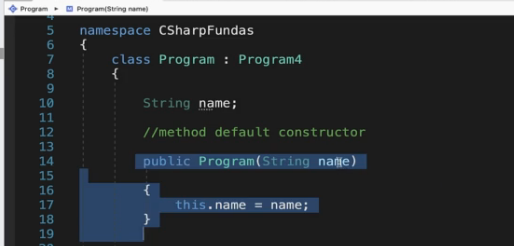 Program ▸ M Program(String name)
4
5 namespace CSharpFundas
6 {
7 class Program : Program4
8 {
9
10 String name;
11
12 //method default constructor
13
14 public Program(String name)
15
16 {
17 this.name = name;
18 }
19
20